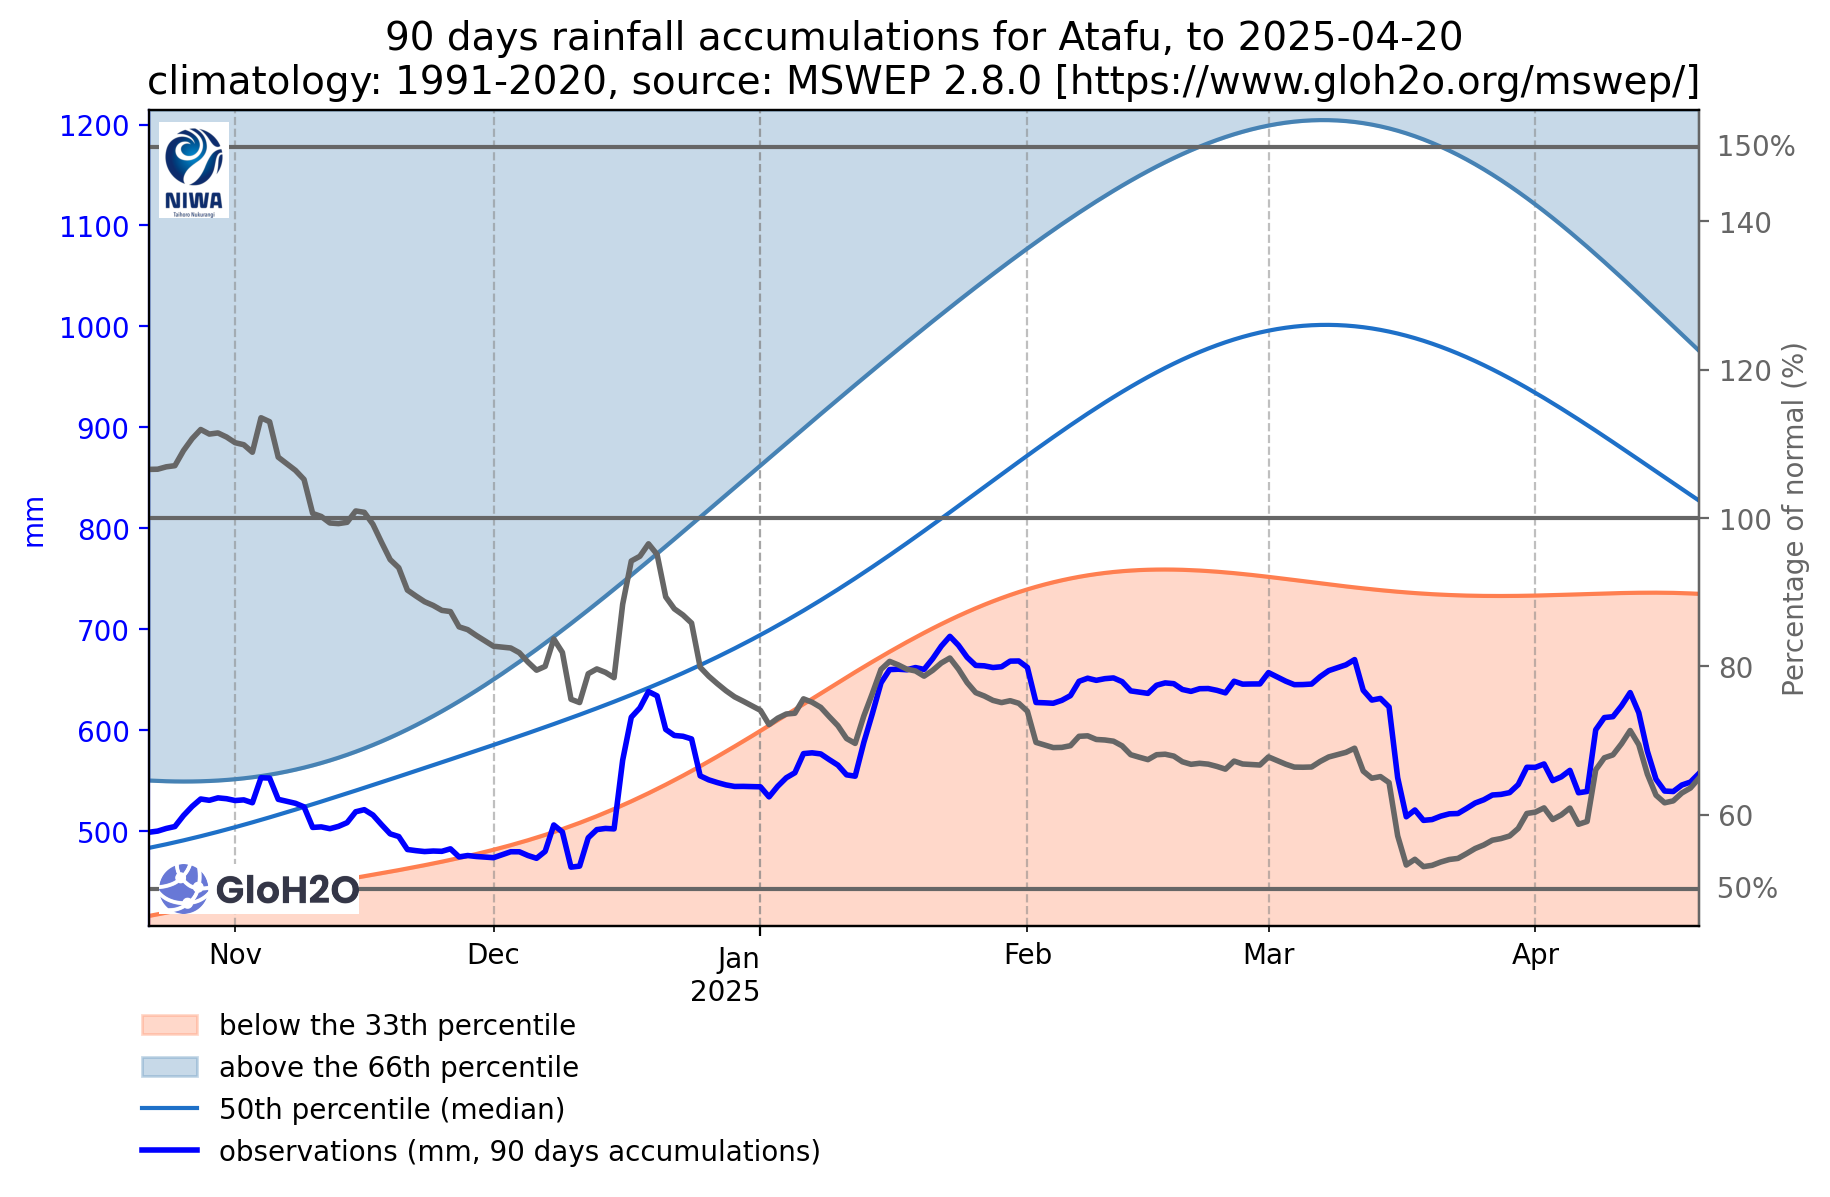 90 days rainfall accumulations for Atafu, to 2025-04-20
climatology: 1991-2020, source: MSWEP 2.8.0 [https://www.gloh2o.org/mswep/]
1200
1100
1000
900
800
700
600
500
mm
150%
140
120
100
80
60
50%
Percentage of normal (%)
NIWA
Taihoro Nukurangi
GloH2O
Nov
Dec
Jan
2025
Feb
Mar
Apr
below the 33th percentile
above the 66th percentile
50th percentile (median)
observations (mm, 90 days accumulations)